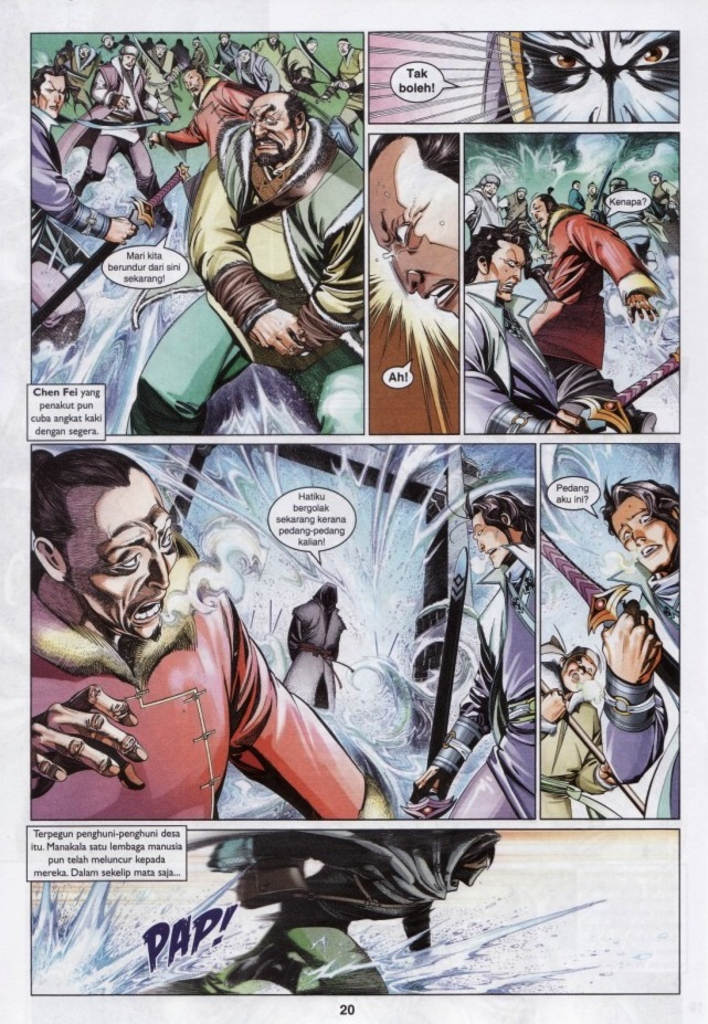 Mari kita
berundur dari sini
sekarang!
Chen Fei yang
penakut pun
cuba angkat kaki
dengan segera.
Tak
boleh!
Ah!
Kenapa?
Hatiku
bergolak
sekarang kerana
pedang-pedang
kalian!
Pedang
aku ini?
Terpegun penghuni-penghuni desa
itu. Manakala satu lembaga manusia
pun telah meluncur kepada
mereka. Dalam sekelip mata saja...
PAP!
20